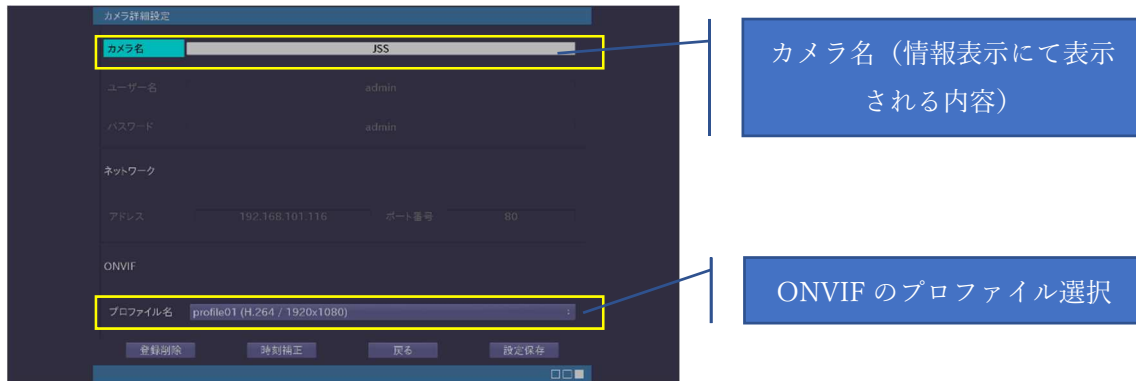 カメラ詳細設定
カメラ名 JSS
ユーザー名 admin
パスワード admin
ネットワーク
アドレス 192.168.101.116 ポート番号 80
ONVIF
プロファイル名 profile01 (H.264 / 1920x1080)
登録削除 時刻補正 戻る 設定保存
カメラ名（情報表示にて表示
される内容）
ONVIF のプロファイル選択